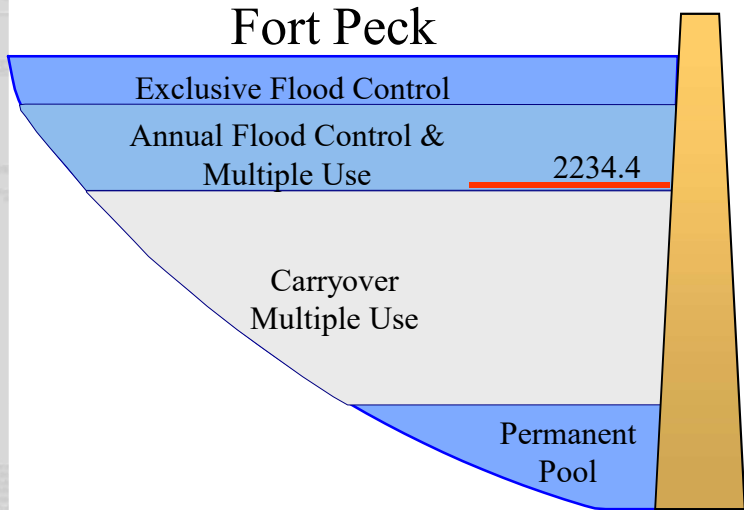 Fort Peck
Exclusive Flood Control
Annual Flood Control &
Multiple Use
2234.4
Carryover
Multiple Use
Permanent
Pool